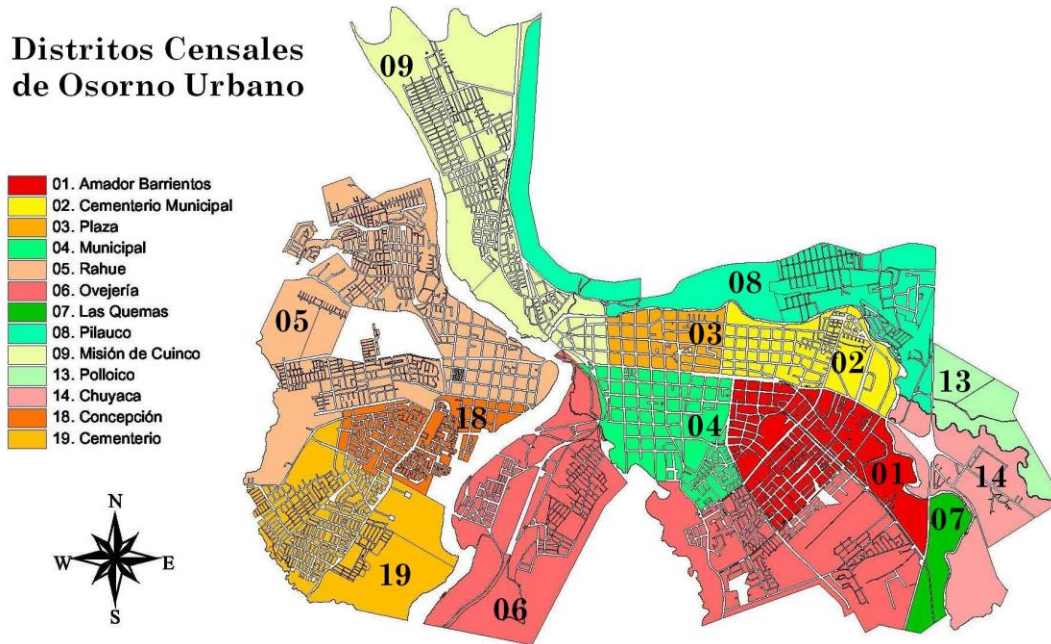 Distritos Censales
de Osorno Urbano
01. Amador Barrientos
02. Cementerio Municipal
03. Plaza
04. Municipal
05. Rahue
06. Ovejería
07. Las Quemas
08. Pilauco
09. Misión de Cuinco
13. Polloico
14. Chuyaca
18. Concepción
19. Cementerio
N
W E
S
09
08
05
03
02
13
18
04
01
14
07
19
06